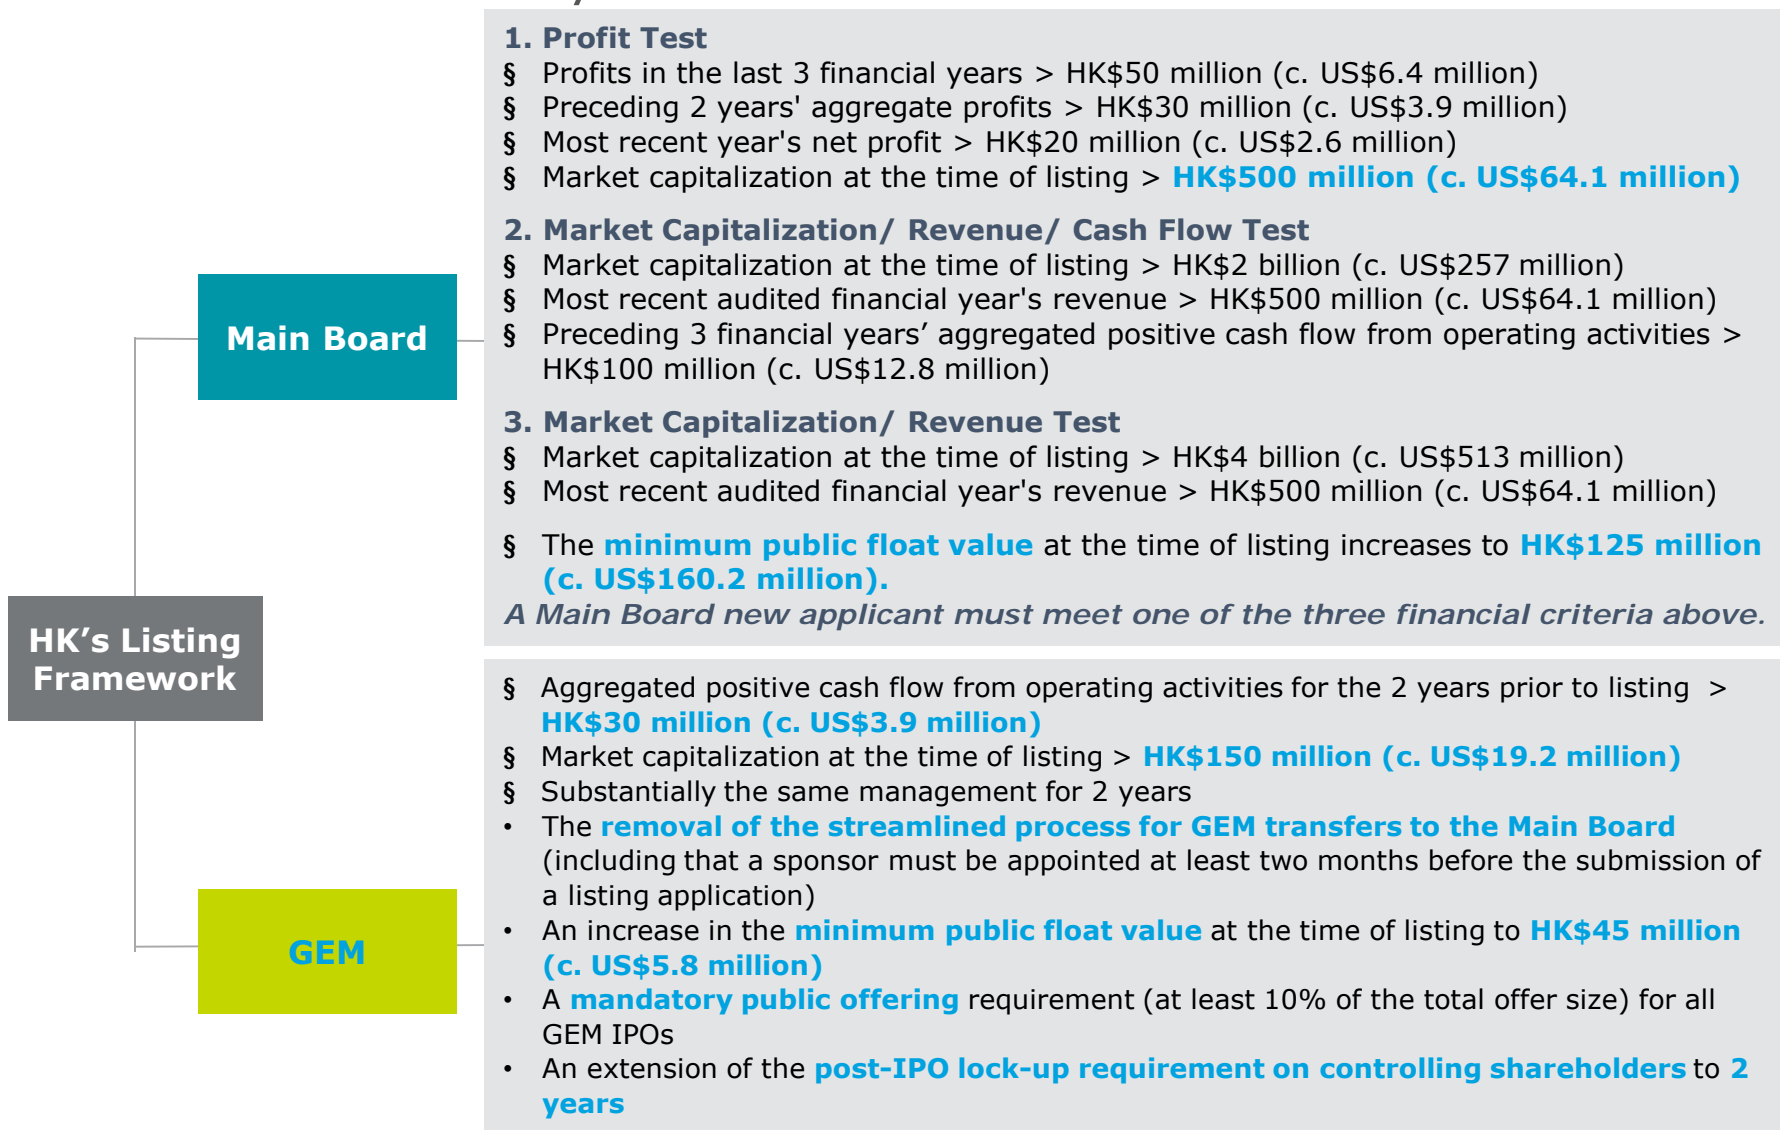 1. Profit Test
§ Profits in the last 3 financial years > HK$50 million (c. US$6.4 million)
§ Preceding 2 years' aggregate profits > HK$30 million (c. US$3.9 million)
§ Most recent year's net profit > HK$20 million (c. US$2.6 million)
§ Market capitalization at the time of listing > HK$500 million (c. US$64.1 million)
2. Market Capitalization/ Revenue/ Cash Flow Test
§ Market capitalization at the time of listing > HK$2 billion (c. US$257 million)
§ Most recent audited financial year's revenue > HK$500 million (c. US$64.1 million)
§ Preceding 3 financial years’ aggregated positive cash flow from operating activities >
HK$100 million (c. US$12.8 million)
3. Market Capitalization/ Revenue Test
§ Market capitalization at the time of listing > HK$4 billion (c. US$513 million)
§ Most recent audited financial year's revenue > HK$500 million (c. US$64.1 million)
§ The minimum public float value at the time of listing increases to HK$125 million
(c. US$160.2 million).
A Main Board new applicant must meet one of the three financial criteria above.
Main Board
HK’s Listing
Framework
§ Aggregated positive cash flow from operating activities for the 2 years prior to listing >
HK$30 million (c. US$3.9 million)
§ Market capitalization at the time of listing > HK$150 million (c. US$19.2 million)
§ Substantially the same management for 2 years
• The removal of the streamlined process for GEM transfers to the Main Board
(including that a sponsor must be appointed at least two months before the submission of
a listing application)
• An increase in the minimum public float value at the time of listing to HK$45 million
(c. US$5.8 million)
• A mandatory public offering requirement (at least 10% of the total offer size) for all
GEM IPOs
• An extension of the post-IPO lock-up requirement on controlling shareholders to 2
years
GEM